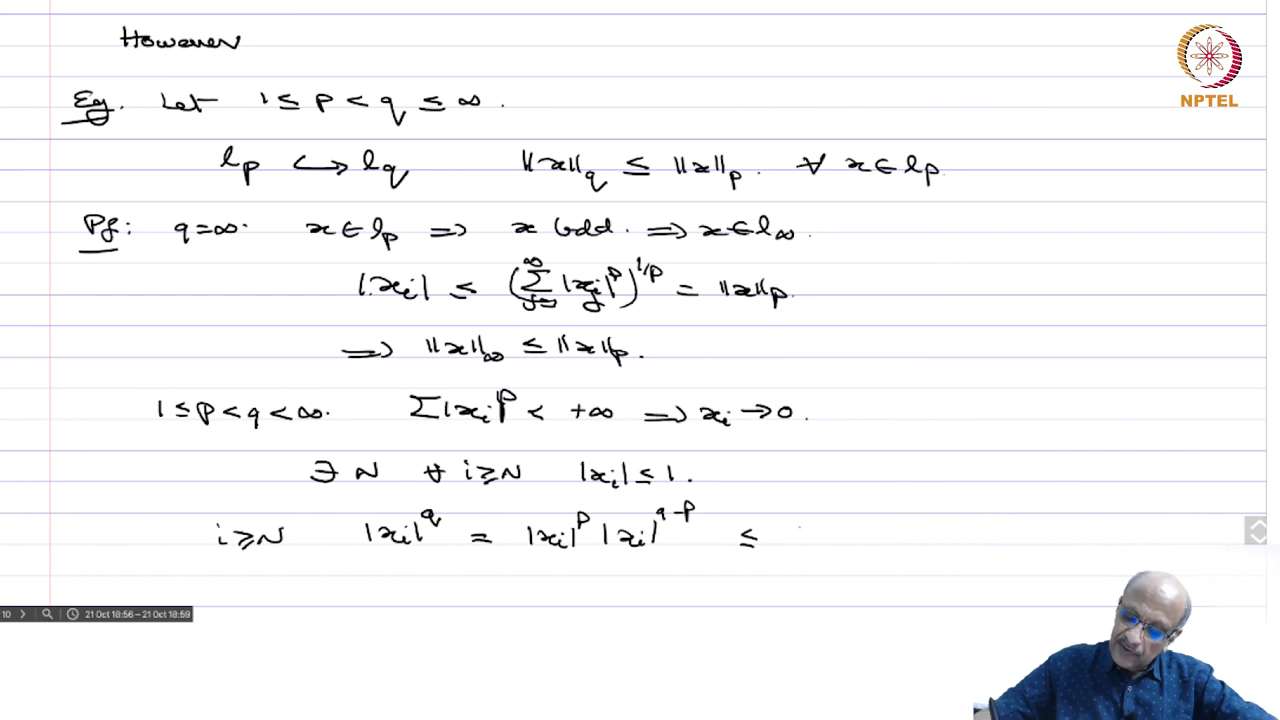 However
Eg. Let 1 ≤ p < q ≤ ∞.
lp ↪ lq ‖x‖q ≤ ‖x‖p. ∀ x ∈ lp.
Pf: q=∞. x ∈ lp ⟹ x bdd. ⟹ x ∈ l∞.
|xi| ≤ (∑_{j=1}^∞ |xj|^p)^{1/p} = ‖x‖p.
⟹ ‖x‖∞ ≤ ‖x‖p.
1 ≤ p < q < ∞. ∑|xi|^p < +∞ ⟹ xi → 0.
∃ N ∀ i ≥ N |xi| ≤ 1.
i ≥ N |xi|^q = |xi|^p |xi|^{q-p} ≤
NPTEL
10 21 Oct 18:56 – 21 Oct 18:59